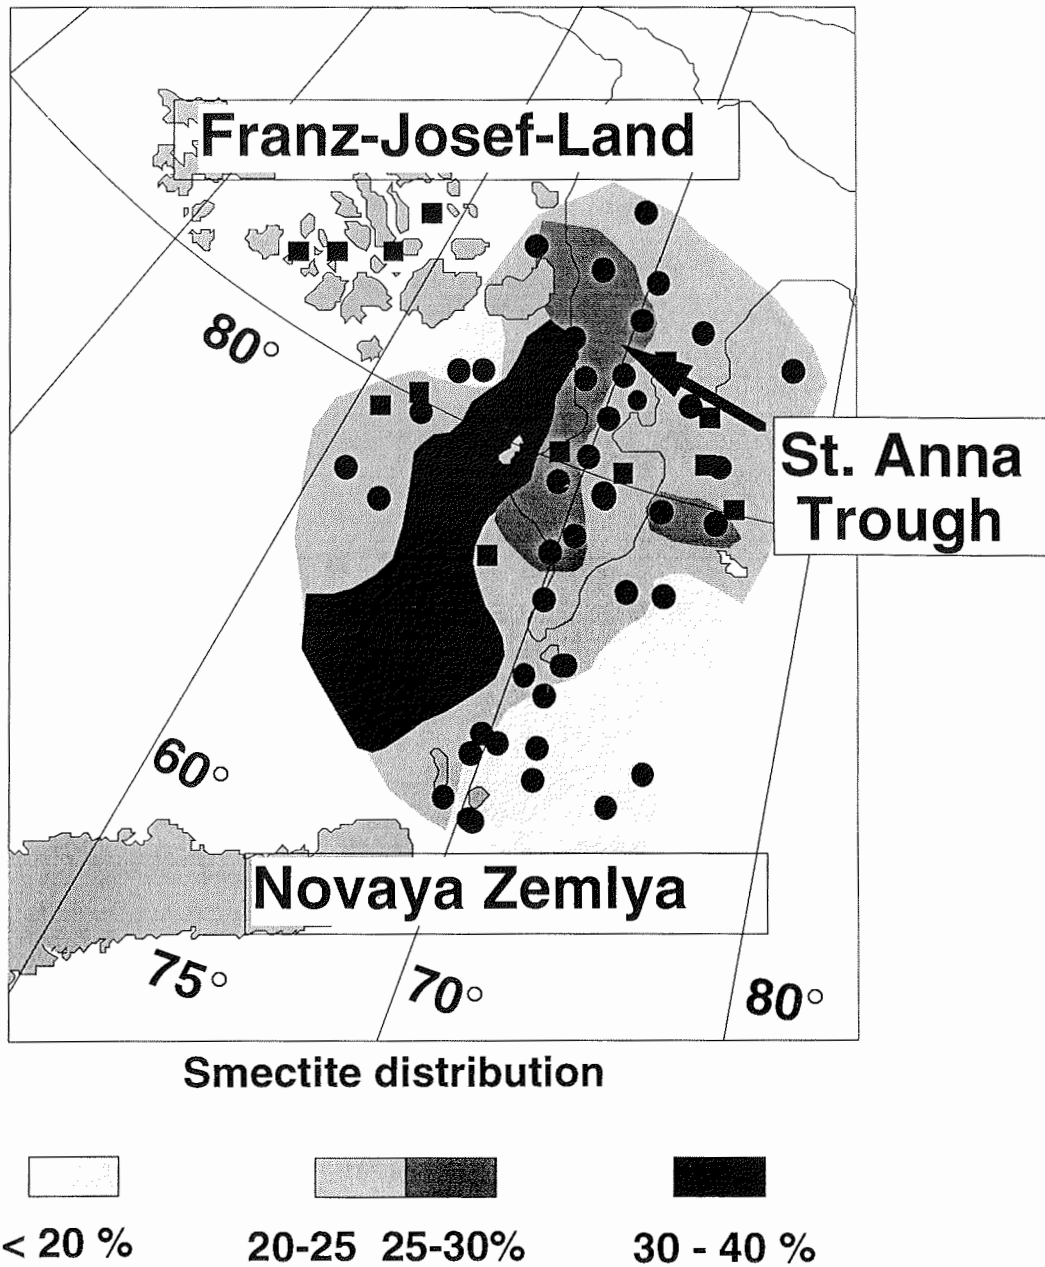 Franz-Josef-Land
80°
St. Anna
Trough
60°
Novaya Zemlya
75°
70°
80°
Smectite distribution
< 20 %
20-25 25-30%
30 - 40 %